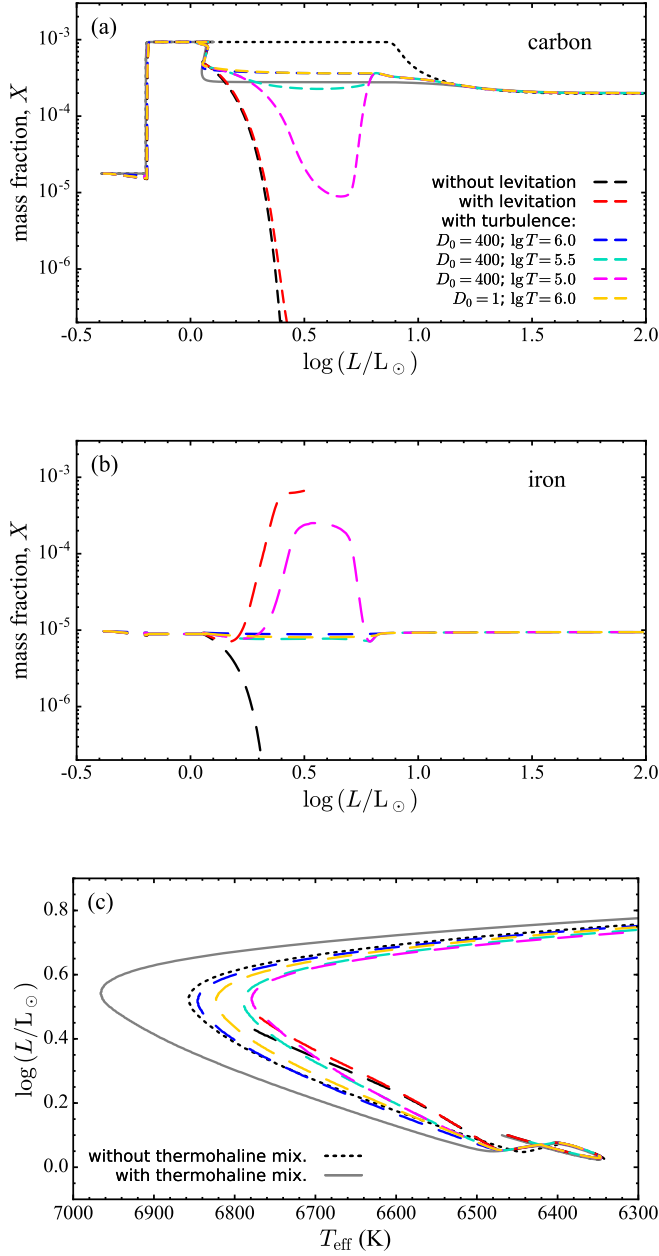 (a)
carbon
10⁻³
10⁻⁴
10⁻⁵
10⁻⁶
mass fraction, X
without levitation
with levitation
with turbulence:
D₀ = 400; lg T = 6.0
D₀ = 400; lg T = 5.5
D₀ = 400; lg T = 5.0
D₀ = 1; lg T = 6.0
-0.5 0.0 0.5 1.0 1.5 2.0
log (L/L⊙)
(b)
iron
10⁻³
10⁻⁴
10⁻⁵
10⁻⁶
mass fraction, X
-0.5 0.0 0.5 1.0 1.5 2.0
log (L/L⊙)
(c)
0.8
0.6
0.4
0.2
0.0
log (L/L⊙)
without thermohaline mix.
with thermohaline mix.
7000 6900 6800 6700 6600 6500 6400 6300
T_eff (K)